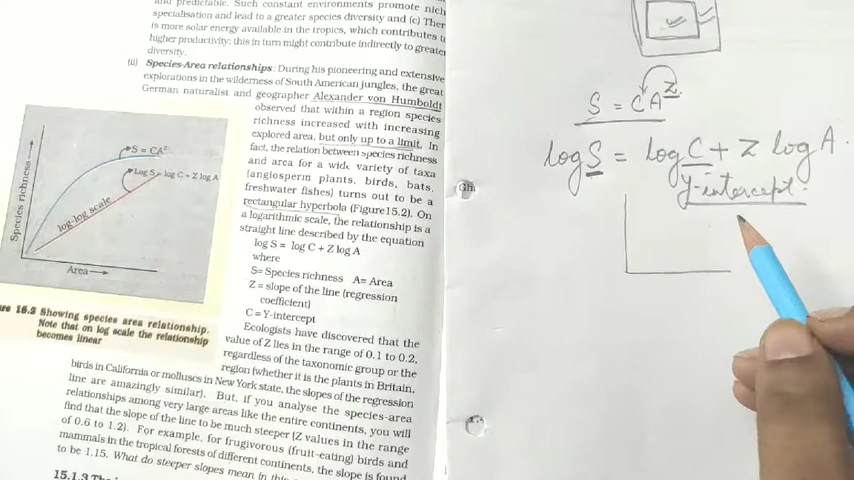 and predictable. Such constant environments promote nich
specialisation and lead to a greater species diversity and (c) Ther
is more solar energy available in the tropics, which contributes t
higher productivity; this in turn might contribute indirectly to greater
diversity.
(ii) Species-Area relationships: During his pioneering and extensive
explorations in the wilderness of South American jungles, the great
German naturalist and geographer Alexander von Humboldt
observed that within a region species
richness increased with increasing
explored area, but only up to a limit. In
fact, the relation between species richness
and area for a wide variety of taxa
(angiosperm plants, birds, bats,
freshwater fishes) turns out to be a
rectangular hyperbola (Figure 15.2). On
a logarithmic scale, the relationship is a
straight line described by the equation
log S = log C + Z log A
where
S= Species richness A= Area
Z = slope of the line (regression
coefficient)
C = Y-intercept
Ecologists have discovered that the
value of Z lies in the range of 0.1 to 0.2,
regardless of the taxonomic group or the
region (whether it is the plants in Britain,
birds in California or molluscs in New York state, the slopes of the regression
line are amazingly similar). But, if you analyse the species-area
relationships among very large areas like the entire continents, you will
find that the slope of the line to be much steeper (Z values in the range
of 0.6 to 1.2). For example, for frugivorous (fruit-eating) birds and
mammals in the tropical forests of different continents, the slope is found
to be 1.15. What do steeper slopes mean in this
15.1.3
Species richness
S = CA^Z
Log S = log C + Z log A
log-log scale
Area
ure 15.2 Showing species area relationship.
Note that on log scale the relationship
becomes linear
S = CA^Z
log S = log C + Z log A.
Y-intercept.